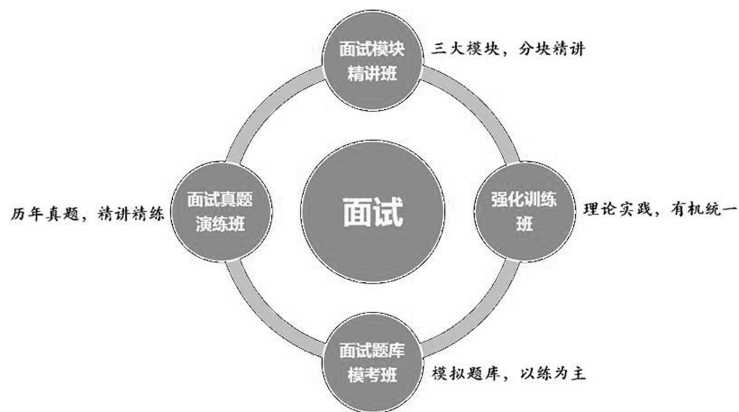 面试模块
精讲班
三大模块，分块精讲
面试真题
演练班
历年真题，精讲精练
面试
强化训练
班
理论实践，有机统一
面试题库
模考班
模拟题库，以练为主